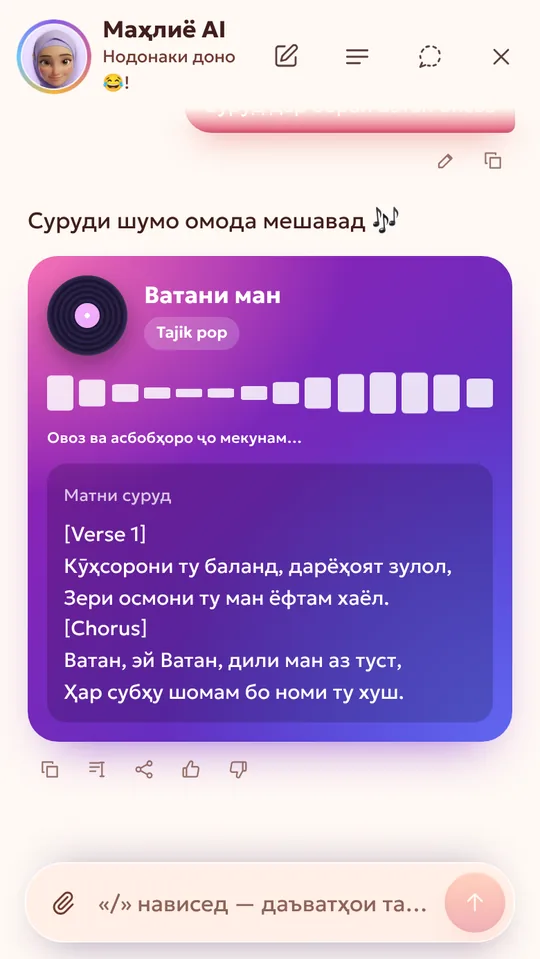 Маҳлиё AI
Нодонаки доно
😂!
Суруди шумо омода мешавад 🎶
Ватани ман
Tajik pop
Овоз ва асбобҳоро ҷо мекунам...
Матни суруд
[Verse 1]
Кӯҳсорони ту баланд, дарёҳоят зулол,
Зери осмони ту ман ёфтам хаёл.
[Chorus]
Ватан, эй Ватан, дили ман аз туст,
Ҳар субҳу шомам бо номи ту хуш.
«/» нависед — даъватҳои та...